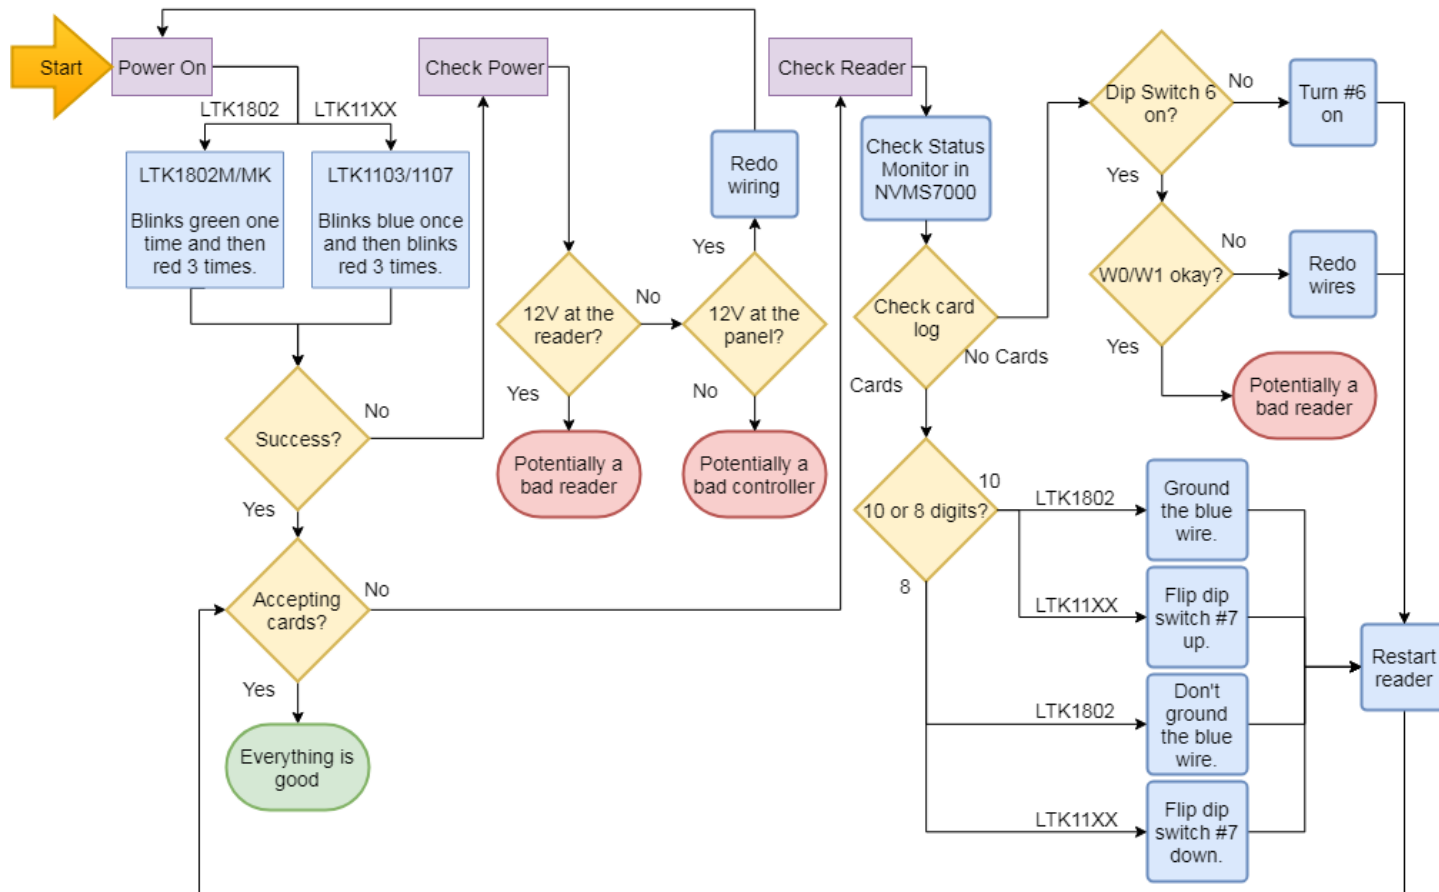 Start
Power On
LTK1802
LTK11XX
LTK1802M/MK
Blinks green one
time and then
red 3 times.
LTK1103/1107
Blinks blue once
and then blinks
red 3 times.
Success?
No
Yes
Accepting
cards?
No
Yes
Everything is
good
Check Power
12V at the
reader?
No
Yes
Potentially a
bad reader
12V at the
panel?
Yes
No
Redo
wiring
Potentially a
bad controller
Check Reader
Check Status
Monitor in
NVMS7000
Check card
log
No Cards
Cards
Dip Switch 6
on?
No
Turn #6
on
Yes
W0/W1 okay?
No
Redo
wires
Yes
Potentially a
bad reader
10 or 8 digits?
10
8
LTK1802
Ground
the blue
wire.
LTK11XX
Flip dip
switch #7
up.
LTK1802
Don't
ground
the blue
wire.
LTK11XX
Flip dip
switch #7
down.
Restart
reader